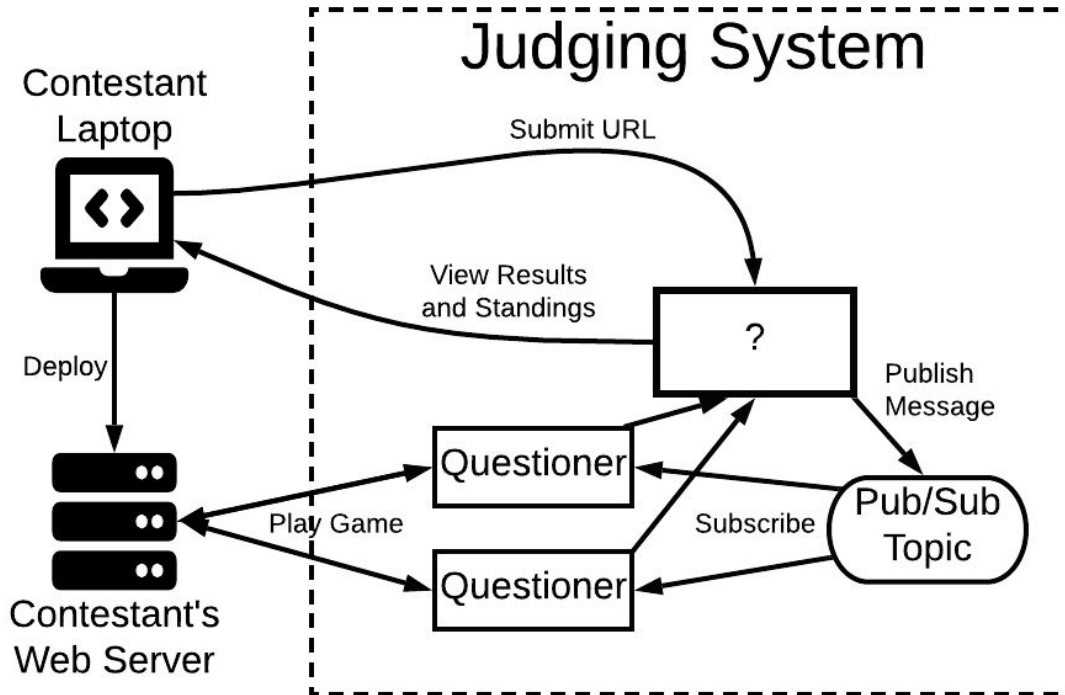 Judging System
Contestant
Laptop
Submit URL
View Results
and Standings
?
Deploy
Publish
Message
Questioner
Play Game
Subscribe
Pub/Sub
Topic
Questioner
Contestant's
Web Server